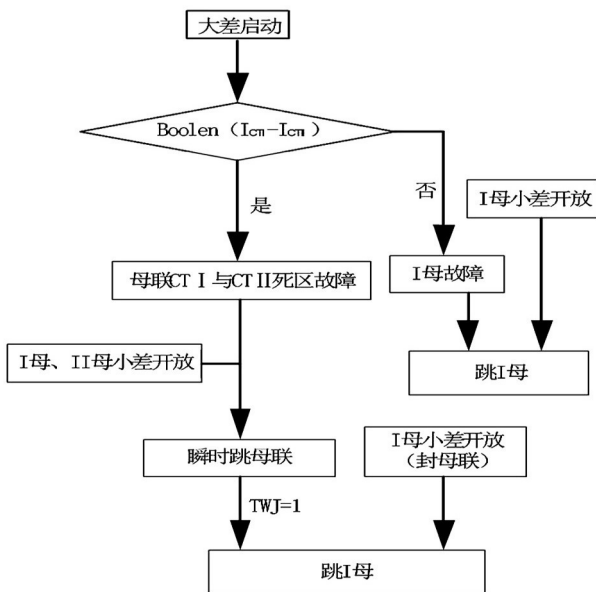 大差启动
Boolen（Icm-Icm）
是
否
I母小差开放
母联CT I 与CT II死区故障
I母故障
I母、II母小差开放
跳I母
瞬时跳母联
I母小差开放
（封母联）
TWJ=1
跳I母